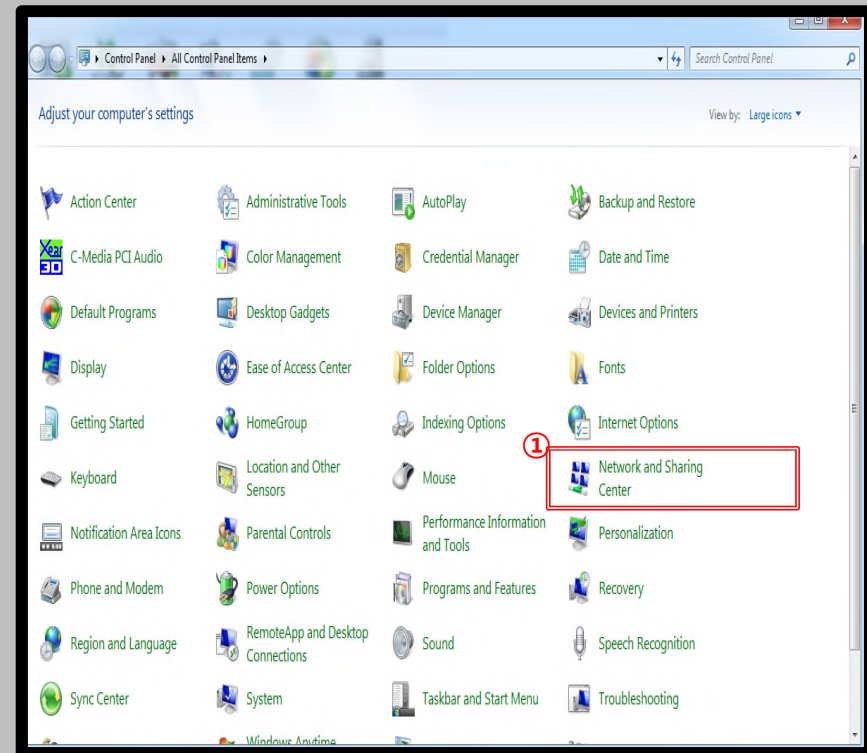 Control Panel ▸ All Control Panel Items ▸
Search Control Panel
Adjust your computer's settings
View by: Large icons ▼
Action Center
Administrative Tools
AutoPlay
Backup and Restore
Xear
3D
C-Media PCI Audio
Color Management
Credential Manager
Date and Time
Default Programs
Desktop Gadgets
Device Manager
Devices and Printers
Display
Ease of Access Center
Folder Options
Fonts
Getting Started
HomeGroup
Indexing Options
Internet Options
①
Keyboard
Location and Other
Sensors
Mouse
Network and Sharing
Center
Notification Area Icons
Parental Controls
Performance Information
and Tools
Personalization
Phone and Modem
Power Options
Programs and Features
Recovery
Region and Language
RemoteApp and Desktop
Connections
Sound
Speech Recognition
Sync Center
System
Taskbar and Start Menu
Troubleshooting
Windows Anytime